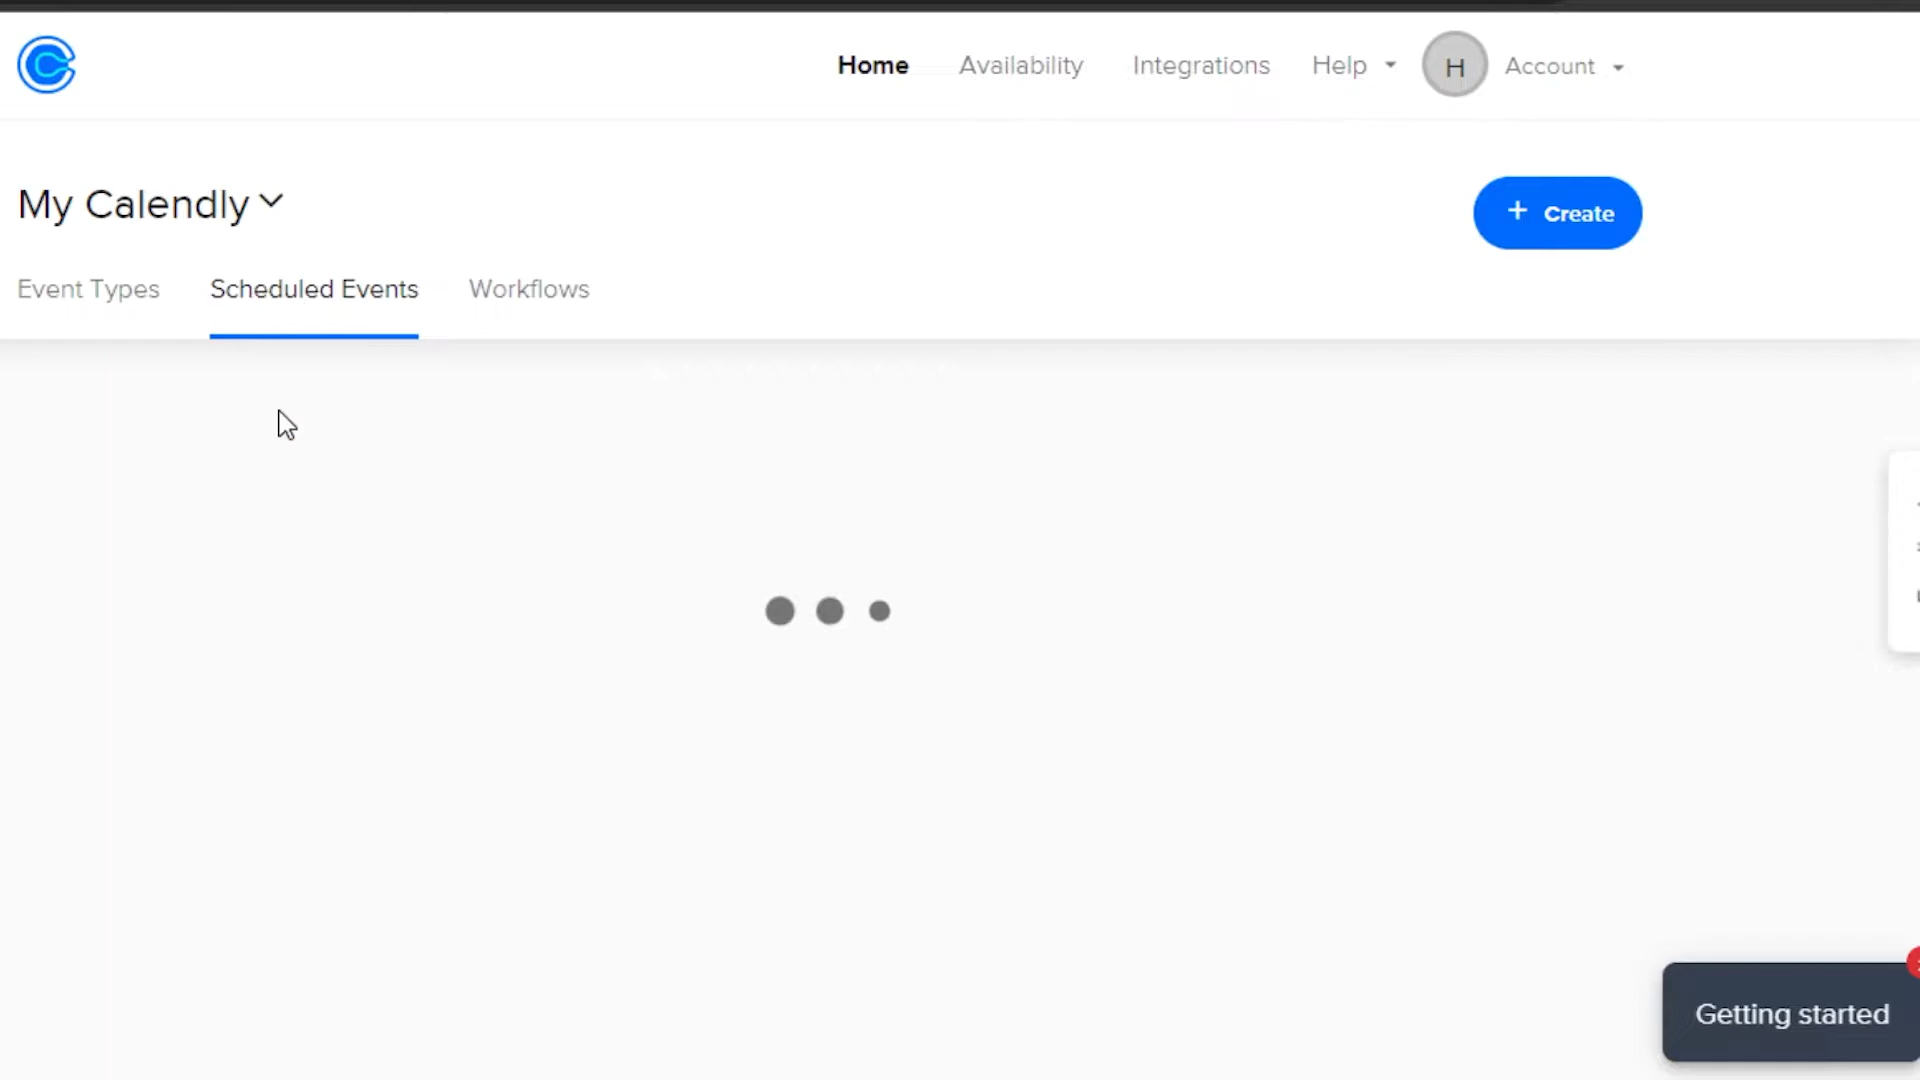 Home Availability Integrations Help H Account
My Calendly
+ Create
Event Types Scheduled Events Workflows
Getting started